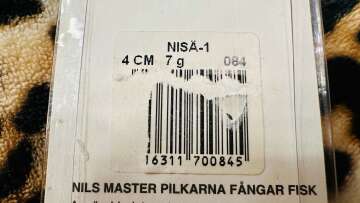 NISÄ-1
4 CM 7 g 084
16311 700845
NILS MASTER PILKARNA FÅNGAR FISK